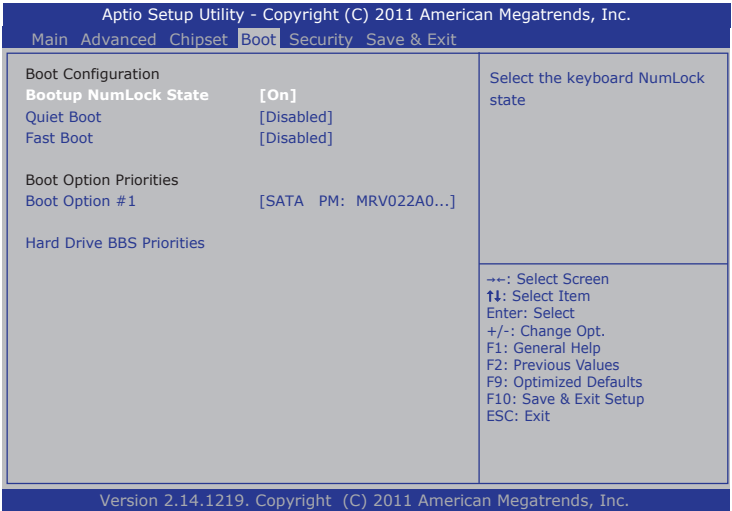 Aptio Setup Utility - Copyright (C) 2011 American Megatrends, Inc.
Main Advanced Chipset Boot Security Save & Exit
Boot Configuration
Bootup NumLock State [On]
Quiet Boot [Disabled]
Fast Boot [Disabled]
Boot Option Priorities
Boot Option #1 [SATA PM: MRV022A0...]
Hard Drive BBS Priorities
Select the keyboard NumLock
state
→←: Select Screen
↑↓: Select Item
Enter: Select
+/-: Change Opt.
F1: General Help
F2: Previous Values
F9: Optimized Defaults
F10: Save & Exit Setup
ESC: Exit
Version 2.14.1219. Copyright (C) 2011 American Megatrends, Inc.